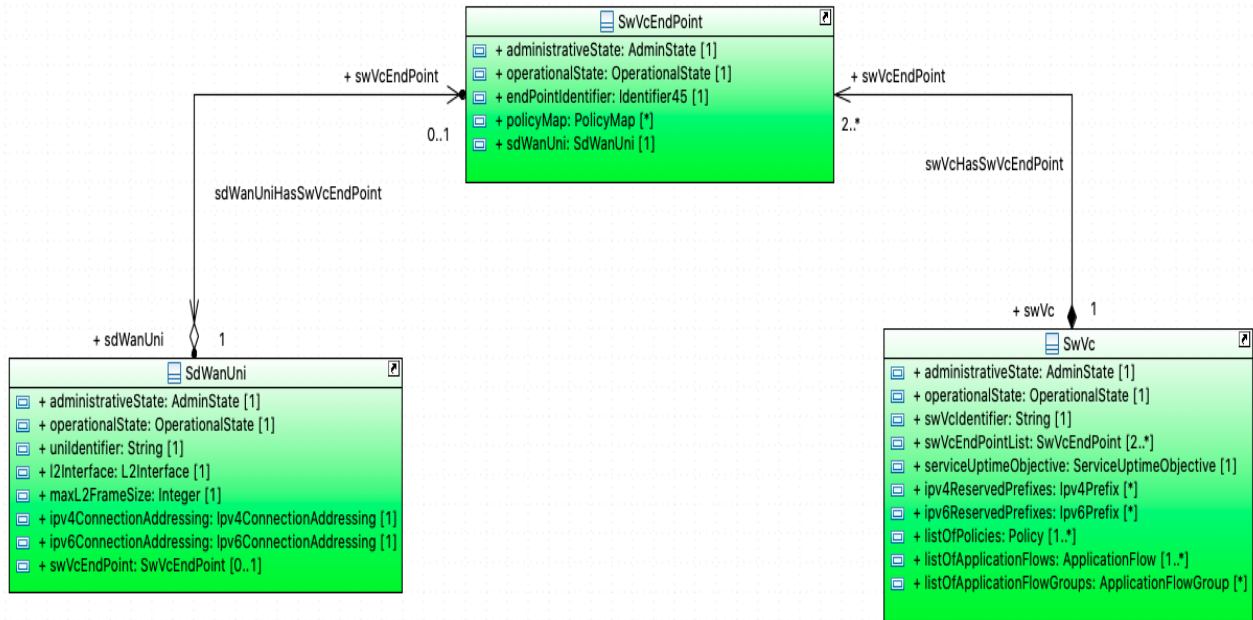 SwVcEndPoint
+ administrativeState: AdminState [1]
+ operationalState: OperationalState [1]
+ endPointIdentifier: Identifier45 [1]
+ policyMap: PolicyMap [*]
+ sdWanUni: SdWanUni [1]
+ swVcEndPoint
0..1
+ swVcEndPoint
2..*
sdWanUniHasSwVcEndPoint
swVcHasSwVcEndPoint
+ sdWanUni
1
+ swVc
1
SdWanUni
+ administrativeState: AdminState [1]
+ operationalState: OperationalState [1]
+ uniIdentifier: String [1]
+ l2Interface: L2Interface [1]
+ maxL2FrameSize: Integer [1]
+ ipv4ConnectionAddressing: Ipv4ConnectionAddressing [1]
+ ipv6ConnectionAddressing: Ipv6ConnectionAddressing [1]
+ swVcEndPoint: SwVcEndPoint [0..1]
SwVc
+ administrativeState: AdminState [1]
+ operationalState: OperationalState [1]
+ swVcIdentifier: String [1]
+ swVcEndPointList: SwVcEndPoint [2..*]
+ serviceUptimeObjective: ServiceUptimeObjective [1]
+ ipv4ReservedPrefixes: Ipv4Prefix [*]
+ ipv6ReservedPrefixes: Ipv6Prefix [*]
+ listOfPolicies: Policy [1..*]
+ listOfApplicationFlows: ApplicationFlow [1..*]
+ listOfApplicationFlowGroups: ApplicationFlowGroup [*]